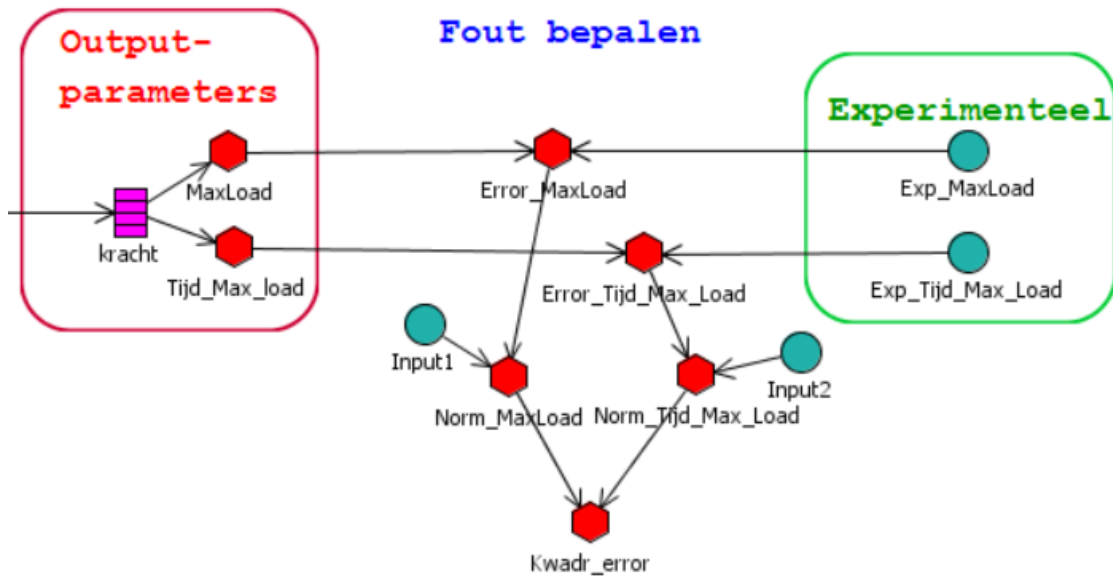 Output-
parameters
Fout bepalen
Experimenteel
MaxLoad
Error_MaxLoad
Exp_MaxLoad
kracht
Tijd_Max_load
Error_Tijd_Max_Load
Exp_Tijd_Max_Load
Input1
Input2
Norm_MaxLoad
Norm_Tijd_Max_Load
Kwadr_error